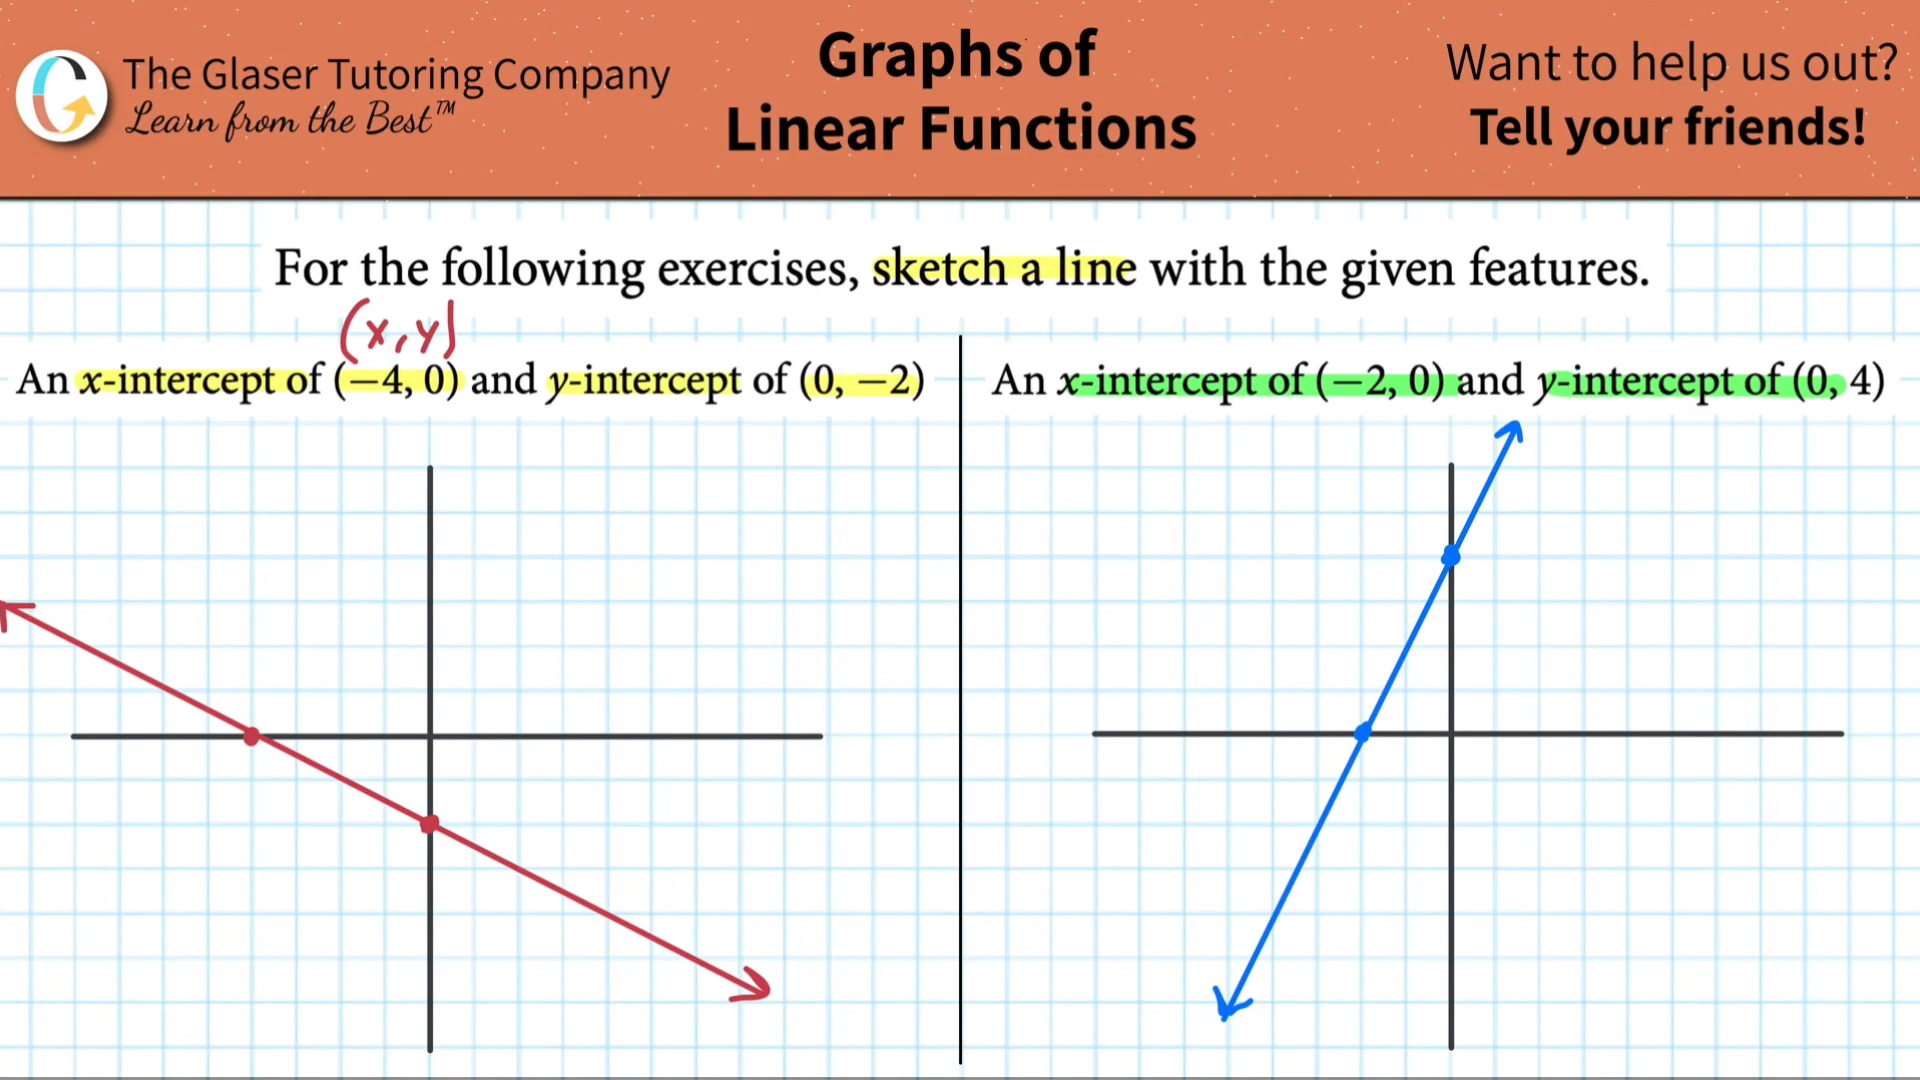 The Glaser Tutoring Company
Learn from the Best™
Graphs of
Linear Functions
Want to help us out?
Tell your friends!
For the following exercises, sketch a line with the given features.
(x,y)
An x-intercept of (−4, 0) and y-intercept of (0, −2)
An x-intercept of (−2, 0) and y-intercept of (0, 4)